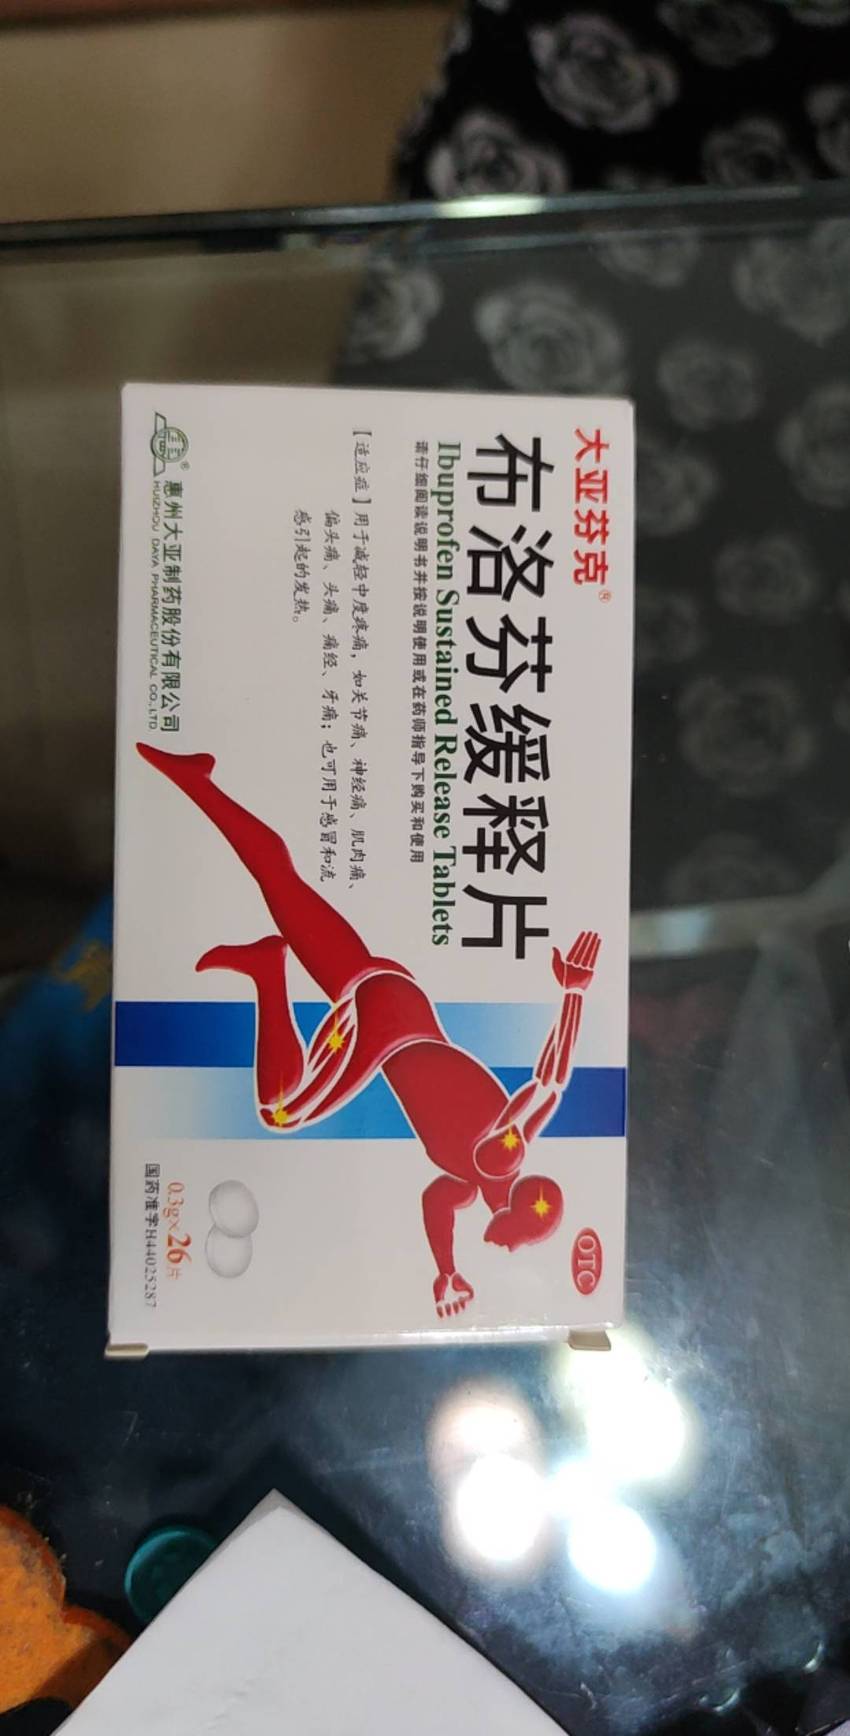 大亚芬克®
OTC
布洛芬缓释片
Ibuprofen Sustained Release Tablets
请仔细阅读说明书并按说明使用或在药师指导下购买和使用
【适应症】用于减轻中度疼痛，如关节痛、神经痛、肌肉痛、
偏头痛、头痛、痛经、牙痛；也可用于感冒和流
感引起的发热。
0.3g×26片
国药准字H44025287
®
惠州大亚制药股份有限公司
HUIZHOU DAYA PHARMACEUTICAL CO.,LTD.